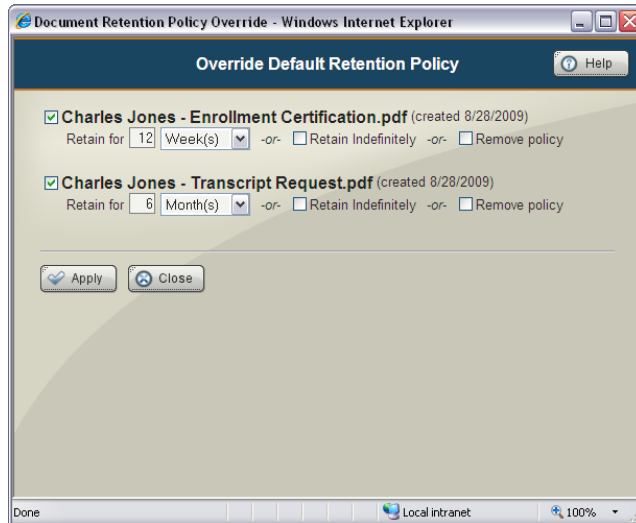 Document Retention Policy Override - Windows Internet Explorer
Override Default Retention Policy
Help
Charles Jones - Enrollment Certification.pdf (created 8/28/2009)
Retain for 12 Week(s) -or- Retain Indefinitely -or- Remove policy
Charles Jones - Transcript Request.pdf (created 8/28/2009)
Retain for 6 Month(s) -or- Retain Indefinitely -or- Remove policy
Apply Close
Done Local intranet 100%